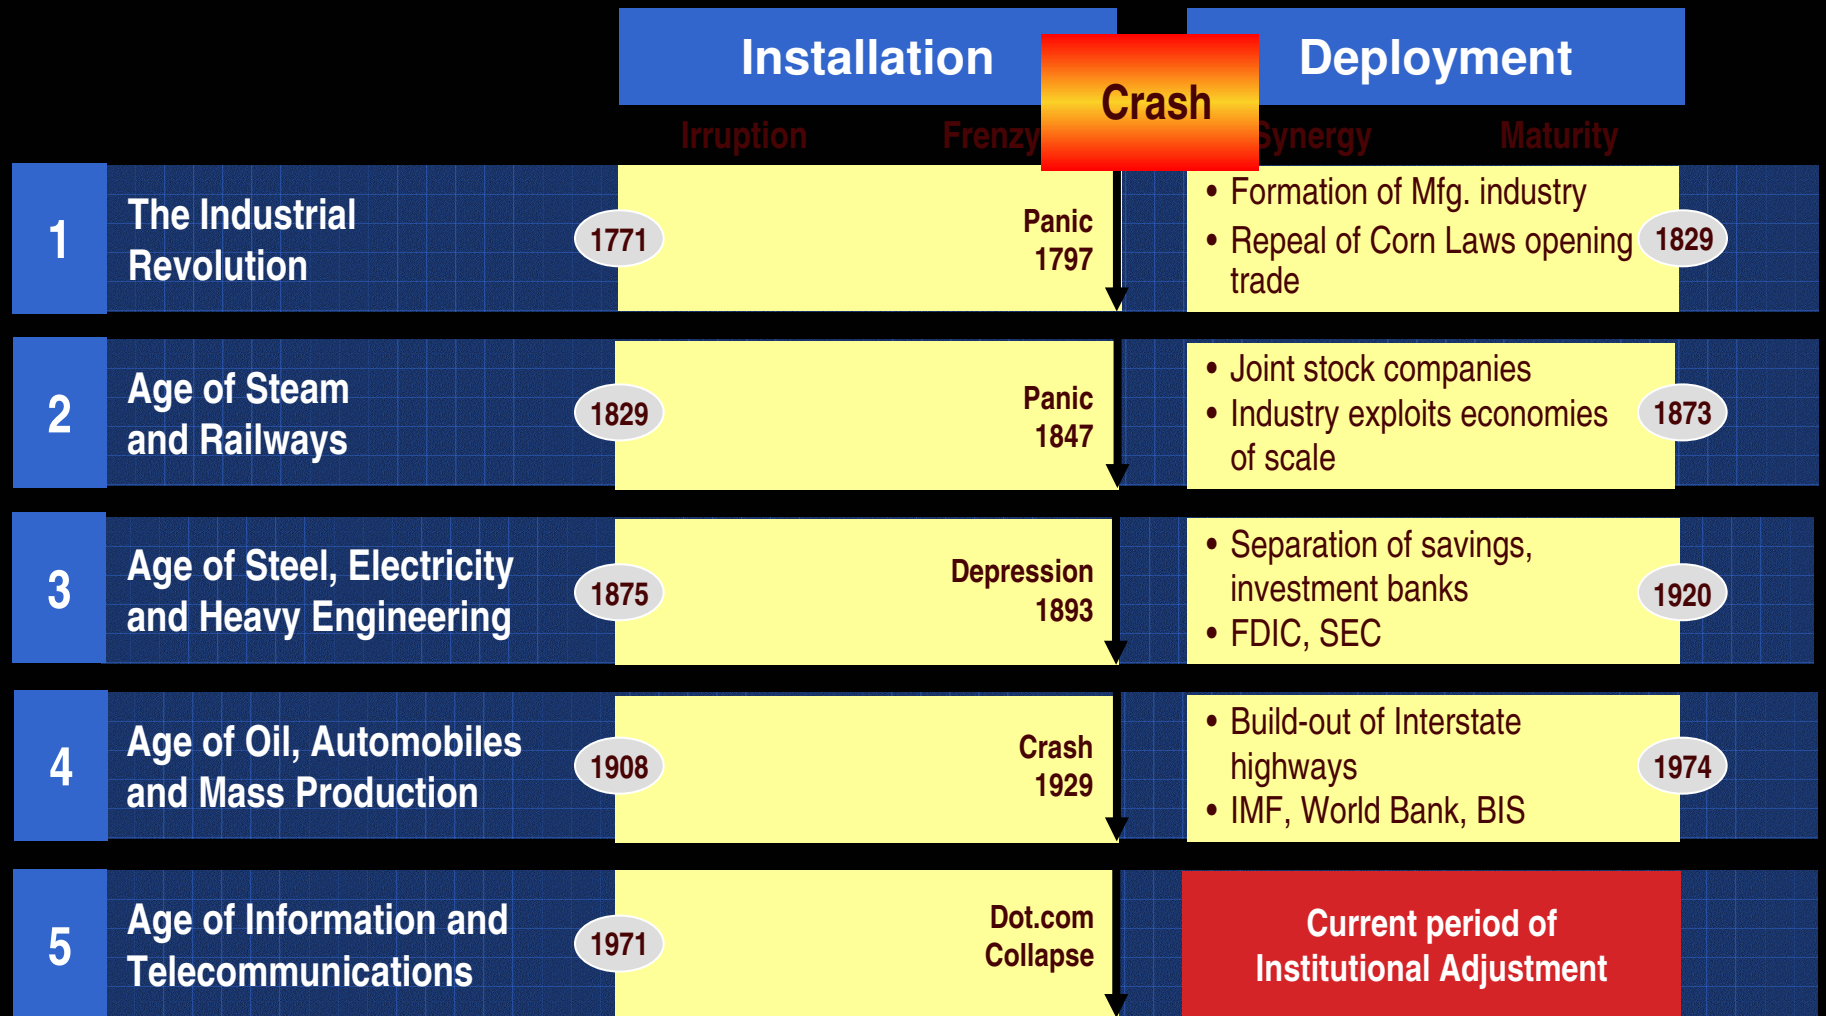 Installation
Crash
Deployment
Irruption
Frenzy
Synergy
Maturity
1
The Industrial
Revolution
1771
Panic
1797
• Formation of Mfg. industry
• Repeal of Corn Laws opening
trade
1829
2
Age of Steam
and Railways
1829
Panic
1847
• Joint stock companies
• Industry exploits economies
of scale
1873
3
Age of Steel, Electricity
and Heavy Engineering
1875
Depression
1893
• Separation of savings,
investment banks
• FDIC, SEC
1920
4
Age of Oil, Automobiles
and Mass Production
1908
Crash
1929
• Build-out of Interstate
highways
• IMF, World Bank, BIS
1974
5
Age of Information and
Telecommunications
1971
Dot.com
Collapse
Current period of
Institutional Adjustment